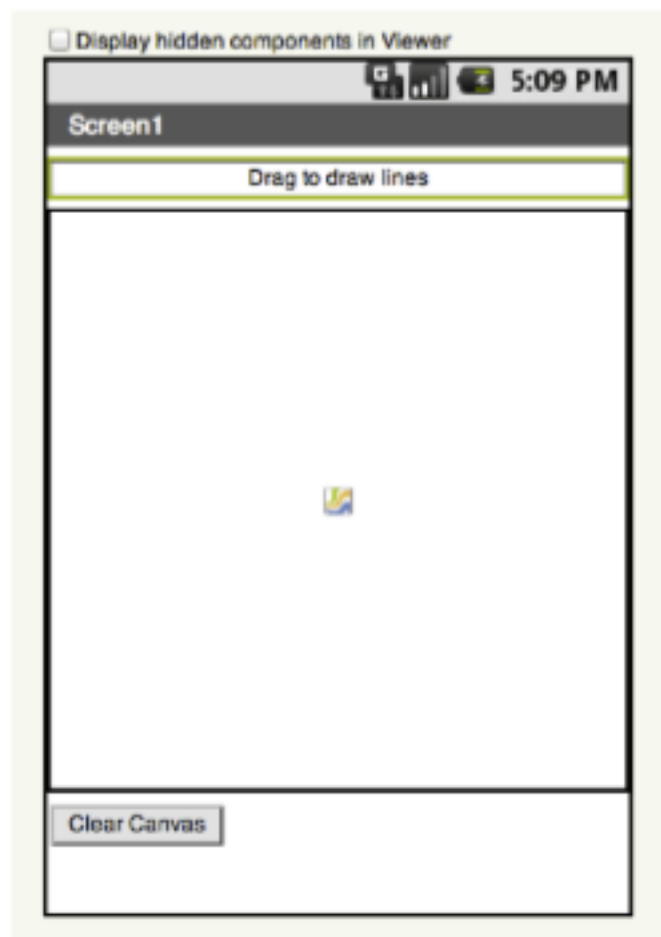 Display hidden components in Viewer
5:09 PM
Screen1
Drag to draw lines
Clear Canvas